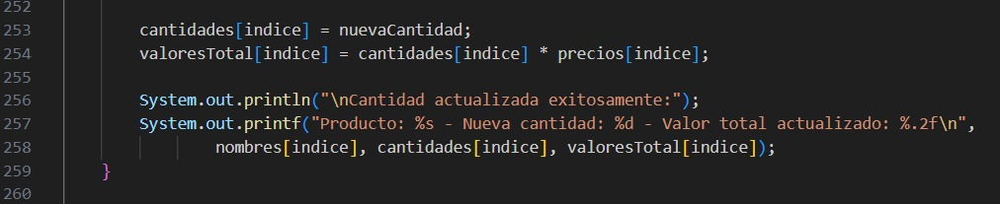 252
253 cantidades[indice] = nuevaCantidad;
254 valoresTotal[indice] = cantidades[indice] * precios[indice];
255
256 System.out.println("\nCantidad actualizada exitosamente:");
257 System.out.printf("Producto: %s - Nueva cantidad: %d - Valor total actualizado: %.2f\n",
258 nombres[indice], cantidades[indice], valoresTotal[indice]);
259 }
260